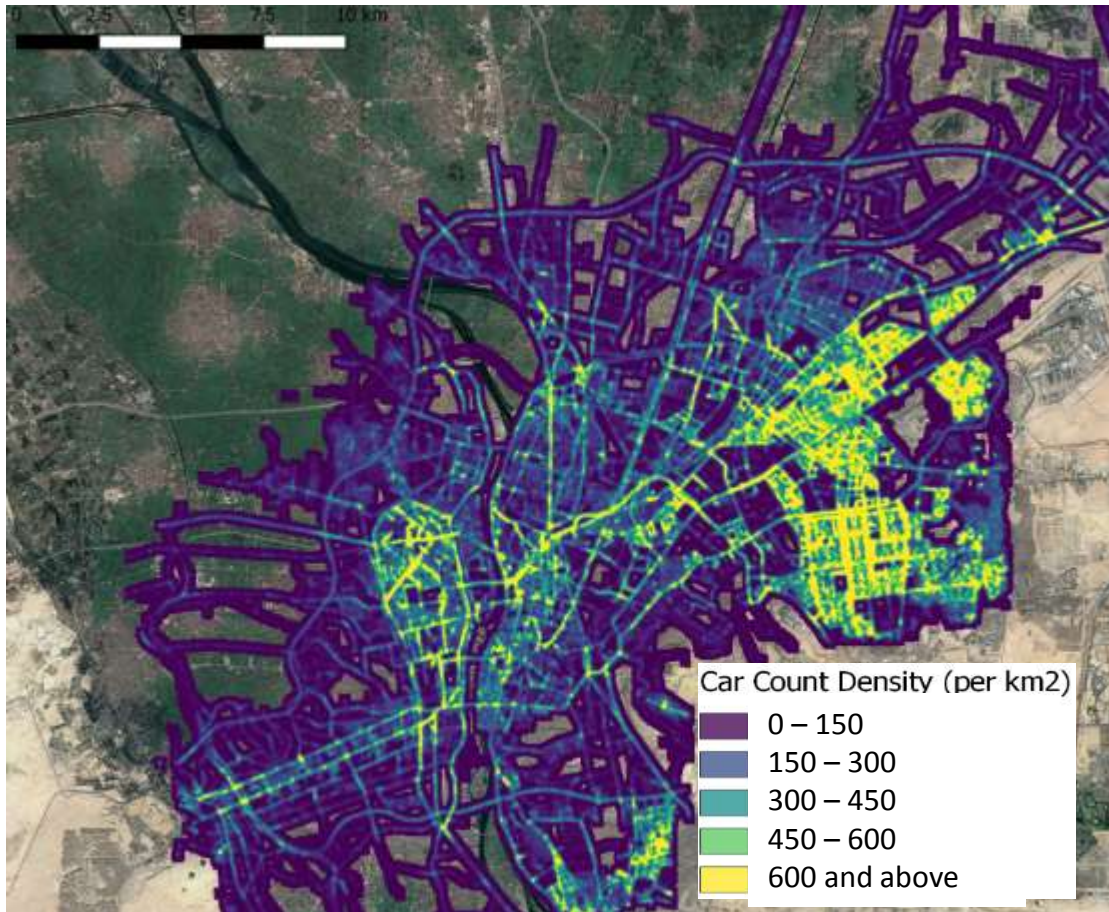 0 2.5 5 7.5 10 km
Car Count Density (per km2)
0 – 150
150 – 300
300 – 450
450 – 600
600 and above